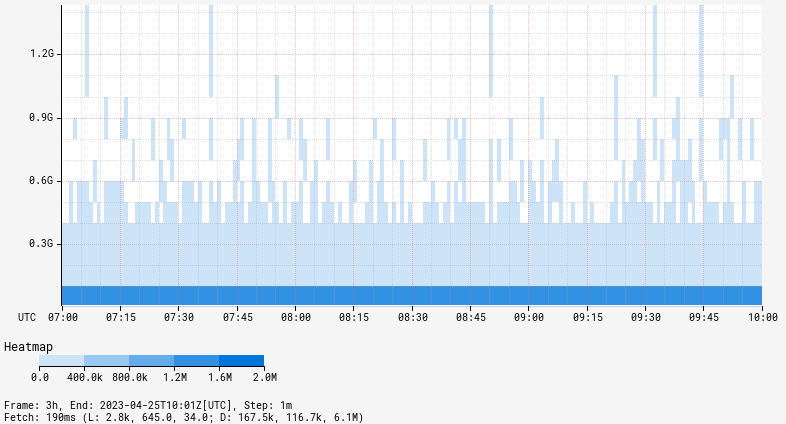 1.2G
0.9G
0.6G
0.3G
UTC 07:00 07:15 07:30 07:45 08:00 08:15 08:30 08:45 09:00 09:15 09:30 09:45 10:00
Heatmap
0.0 400.0k 800.0k 1.2M 1.6M 2.0M
Frame: 3h, End: 2023-04-25T10:01Z[UTC], Step: 1m
Fetch: 190ms (L: 2.8k, 645.0, 34.0; D: 167.5k, 116.7k, 6.1M)